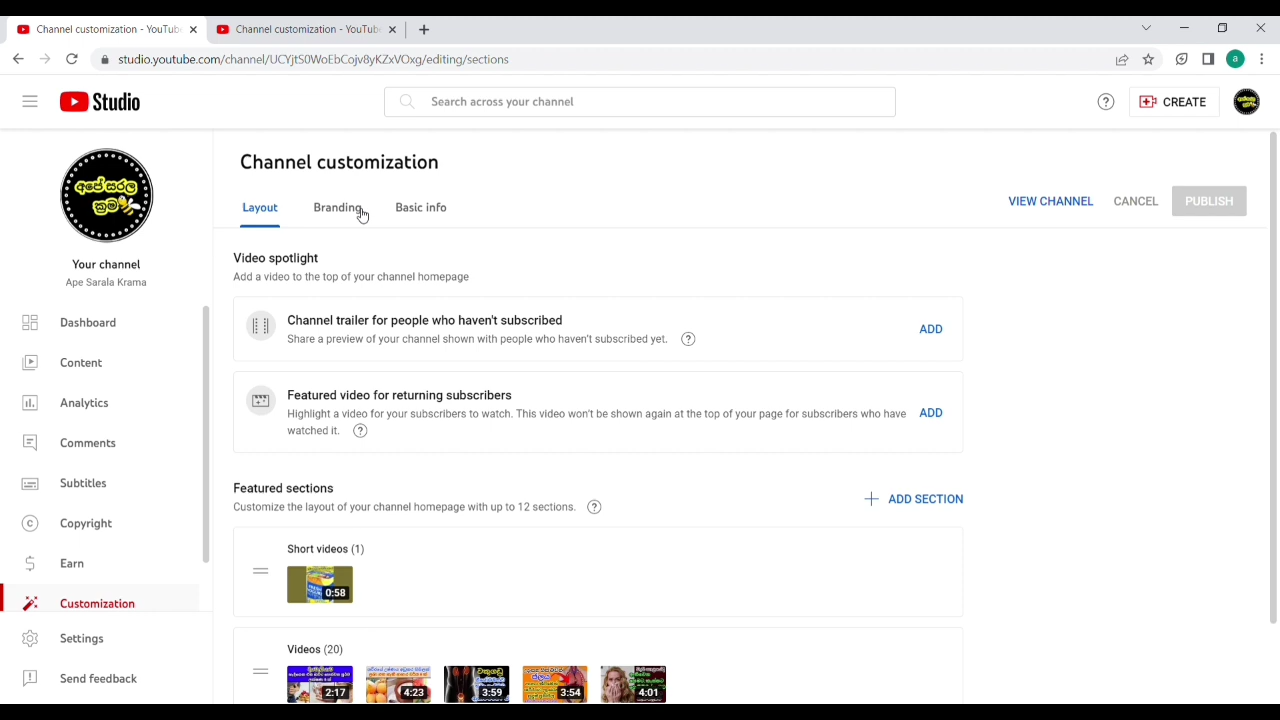 Channel customization - YouTub
Channel customization - YouTub
studio.youtube.com/channel/UCYjtS0WoEbCojv8yKZxVOxg/editing/sections
a
Studio
Search across your channel
CREATE
අපේ සරල
ක්‍රම
Channel customization
Layout Branding Basic info
VIEW CHANNEL CANCEL PUBLISH
Your channel
Ape Sarala Krama
Dashboard
Content
Analytics
Comments
Subtitles
Copyright
Earn
Customization
Settings
Send feedback
Video spotlight
Add a video to the top of your channel homepage
Channel trailer for people who haven't subscribed
Share a preview of your channel shown with people who haven't subscribed yet.
ADD
Featured video for returning subscribers
Highlight a video for your subscribers to watch. This video won't be shown again at the top of your page for subscribers who have
watched it.
ADD
Featured sections
Customize the layout of your channel homepage with up to 12 sections.
ADD SECTION
Short videos (1)
0:58
Videos (20)
2:17 4:23 3:59 3:54 4:01